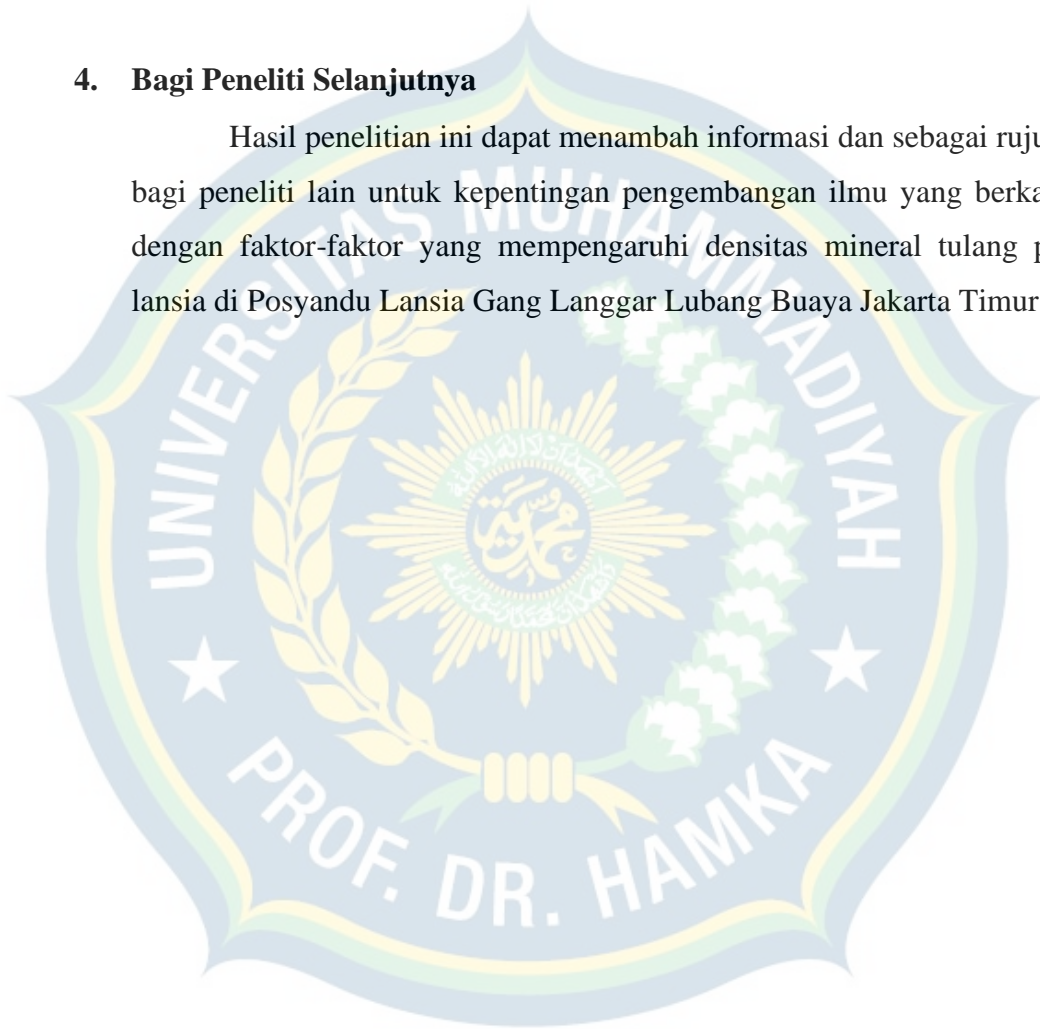 4. Bagi Peneliti Selanjutnya
Hasil penelitian ini dapat menambah informasi dan sebagai
bagi peneliti lain untuk kepentingan pengembangan ilmu yang
dengan faktor-faktor yang mempengaruhi densitas mineral tulang
lansia di Posyandu Lansia Gang Langgar Lubang Buaya Jakarta Timur
UNIVERSITAS MUHAMMADIYAH
محمدية
PROF. DR. HAMKA